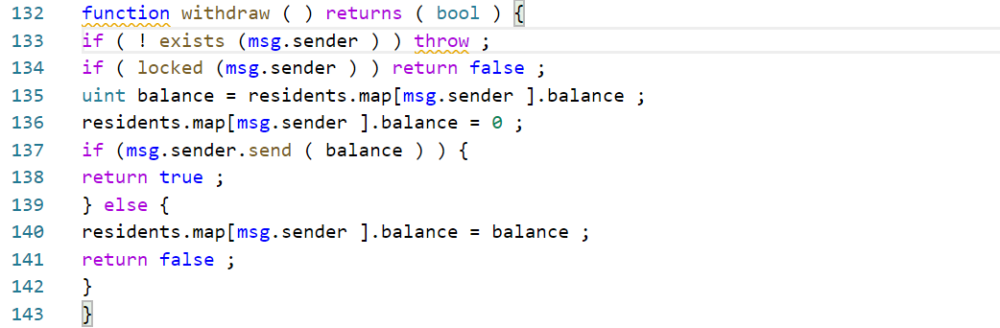 132 function withdraw ( ) returns ( bool ) {
133 if ( ! exists (msg.sender ) ) throw ;
134 if ( locked (msg.sender ) ) return false ;
135 uint balance = residents.map[msg.sender ].balance ;
136 residents.map[msg.sender ].balance = 0 ;
137 if (msg.sender.send ( balance ) ) {
138 return true ;
139 } else {
140 residents.map[msg.sender ].balance = balance ;
141 return false ;
142 }
143 }